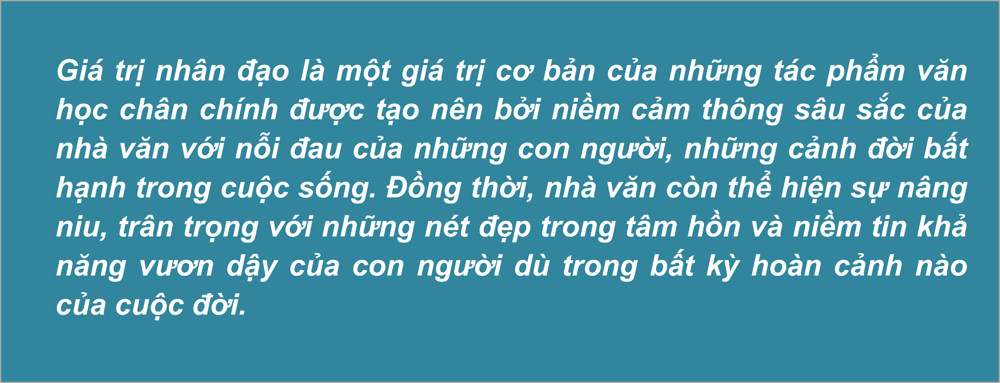 Giá trị nhân đạo là một giá trị cơ bản của những tác phẩm văn
học chân chính được tạo nên bởi niềm cảm thông sâu sắc của
nhà văn với nỗi đau của những con người, những cảnh đời bất
hạnh trong cuộc sống. Đồng thời, nhà văn còn thể hiện sự nâng
niu, trân trọng với những nét đẹp trong tâm hồn và niềm tin khả
năng vươn dậy của con người dù trong bất kỳ hoàn cảnh nào
của cuộc đời.